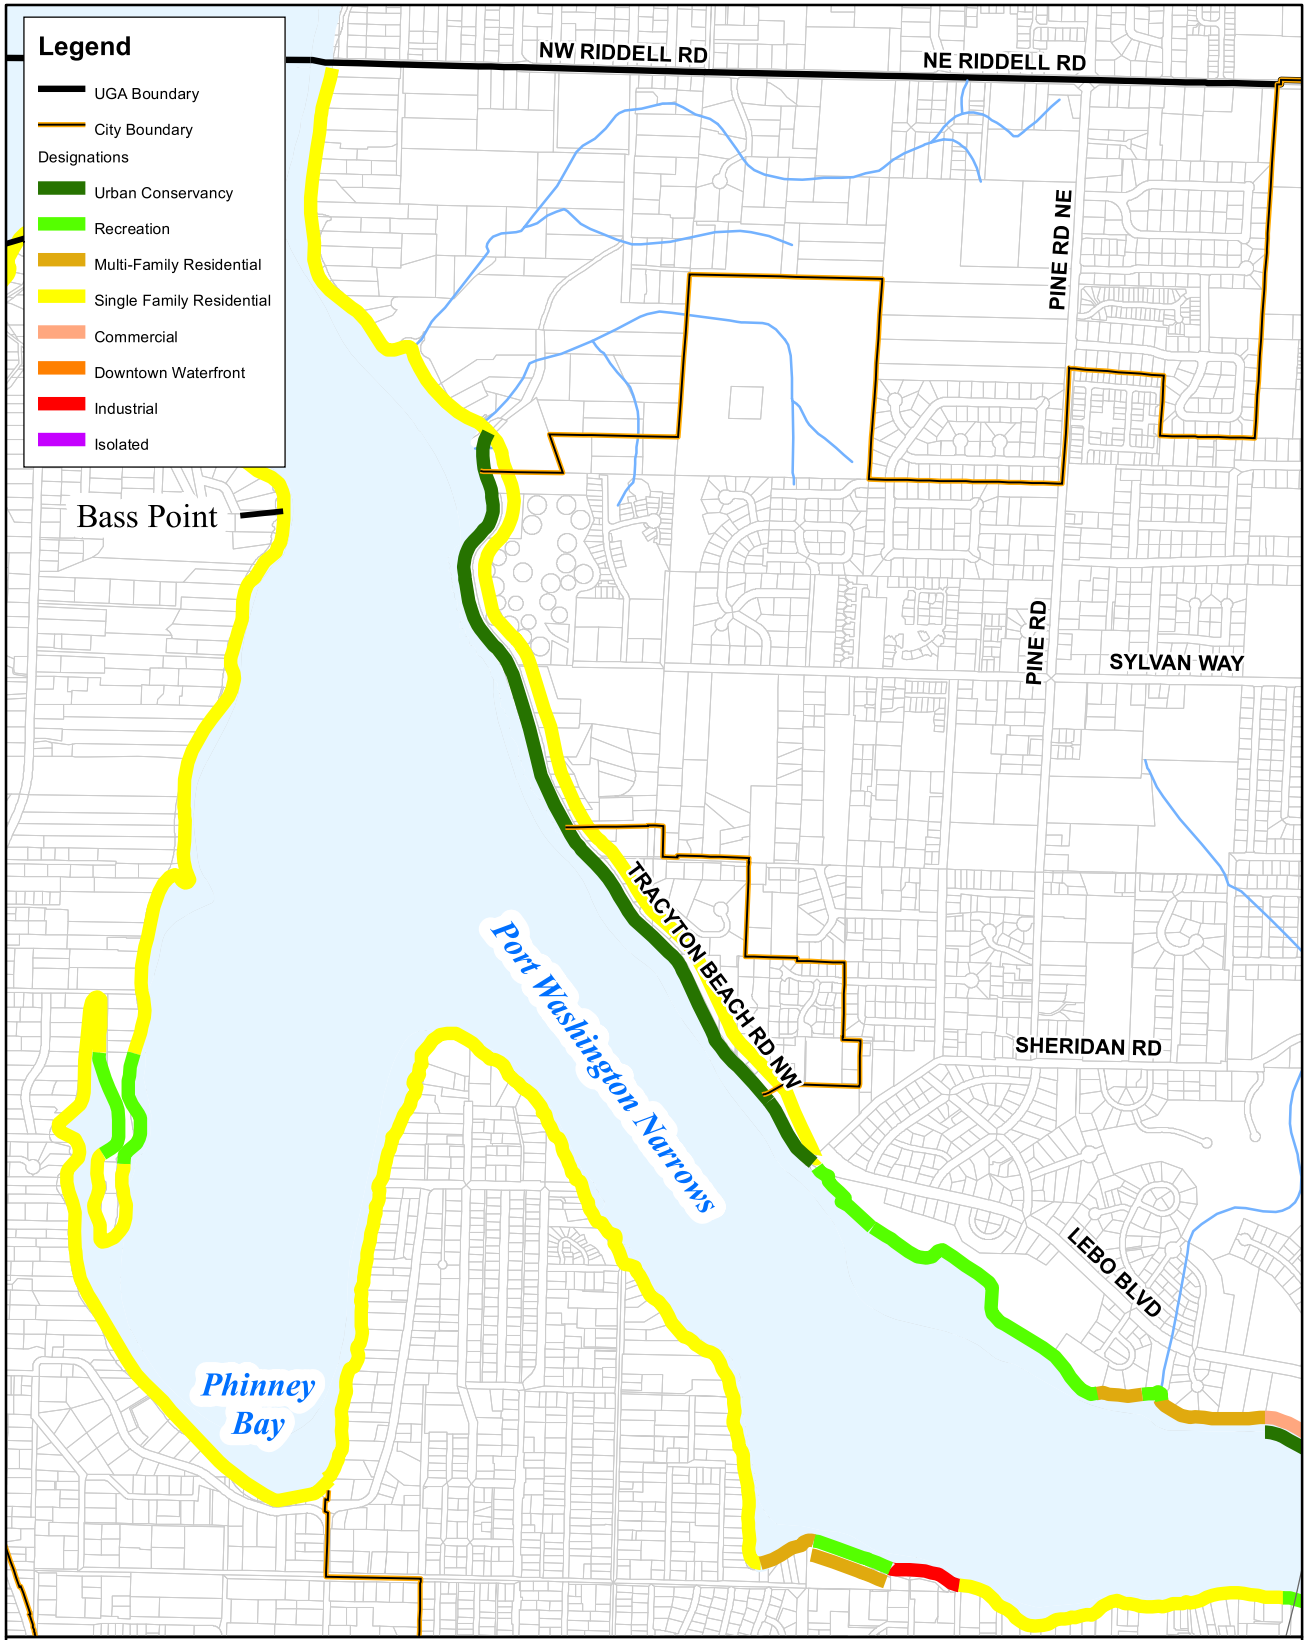 Legend
UGA Boundary
City Boundary
Designations
Urban Conservancy
Recreation
Multi-Family Residential
Single Family Residential
Commercial
Downtown Waterfront
Industrial
Isolated
NW RIDDELL RD
NE RIDDELL RD
PINE RD NE
Bass Point
PINE RD
SYLVAN WAY
TRACYTON BEACH RD NW
Port Washington Narrows
SHERIDAN RD
LEBO BLVD
Phinney
Bay